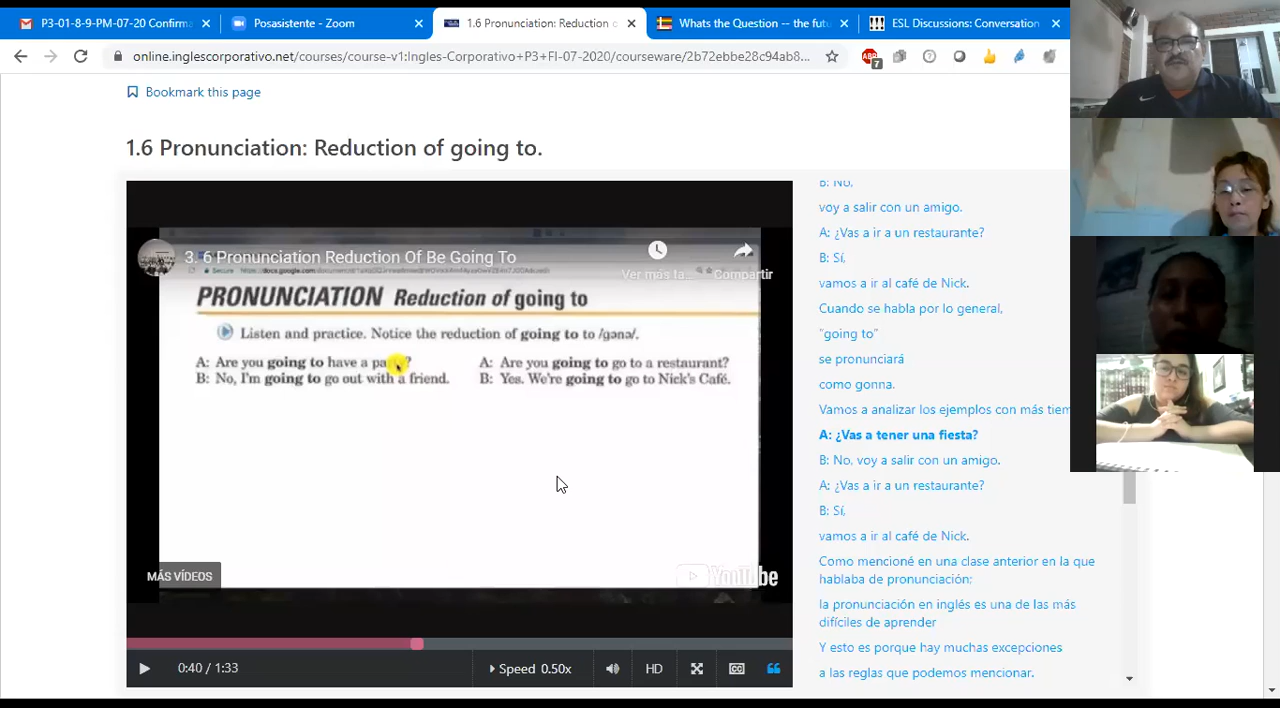 P3-01-8-9-PM-07-20 Confirma
Posasistente - Zoom
1.6 Pronunciation: Reduction o
Whats the Question -- the futu
ESL Discussions: Conversation
online.inglescorporativo.net/courses/course-v1:Ingles-Corporativo+P3+FI-07-2020/courseware/2b72ebbe28c94ab8...
ABP
7
Bookmark this page
1.6 Pronunciation: Reduction of going to.
3. 6 Pronunciation Reduction Of Be Going To
Ver más ta...
Compartir
Secure
PRONUNCIATION Reduction of going to
Listen and practice. Notice the reduction of going to to /gənə/.
A: Are you going to have a pa ?
B: No, I'm going to go out with a friend.
A: Are you going to go to a restaurant?
B: Yes. We're going to go to Nick's Café.
MÁS VÍDEOS
YouTube
0:40 / 1:33
Speed 0.50x
HD
B: No,
voy a salir con un amigo.
A: ¿Vas a ir a un restaurante?
B: Sí,
vamos a ir al café de Nick.
Cuando se habla por lo general,
"going to"
se pronunciará
como gonna.
Vamos a analizar los ejemplos con más tiem
A: ¿Vas a tener una fiesta?
B: No, voy a salir con un amigo.
A: ¿Vas a ir a un restaurante?
B: Sí,
vamos a ir al café de Nick.
Como mencioné en una clase anterior en la que
hablaba de pronunciación:
la pronunciación en inglés es una de las más
difíciles de aprender
Y esto es porque hay muchas excepciones
a las reglas que podemos mencionar.